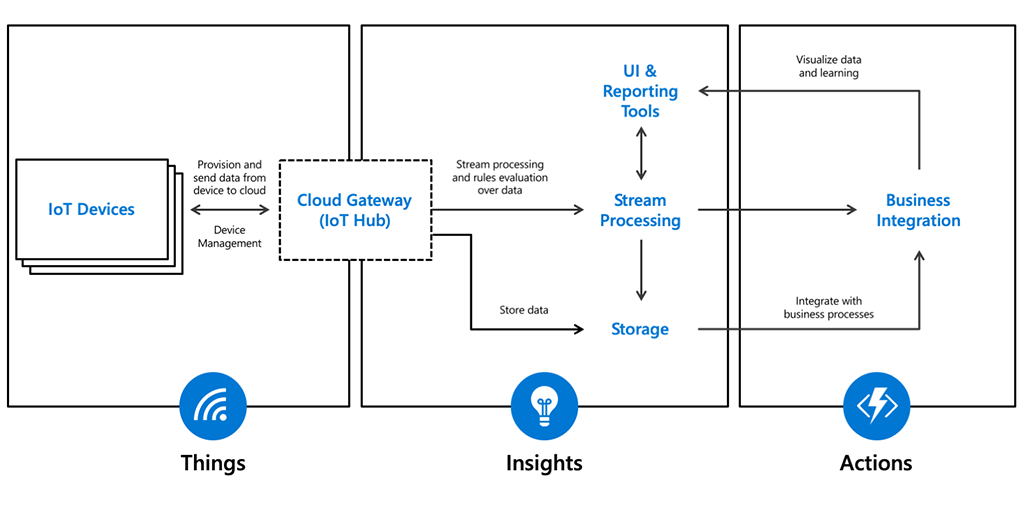 IoT Devices
Provision and
send data from
device to cloud
Device
Management
Cloud Gateway
(IoT Hub)
Stream processing
and rules evaluation
over data
Store data
UI &
Reporting
Tools
Stream
Processing
Storage
Visualize data
and learning
Business
Integration
Integrate with
business processes
Things
Insights
Actions